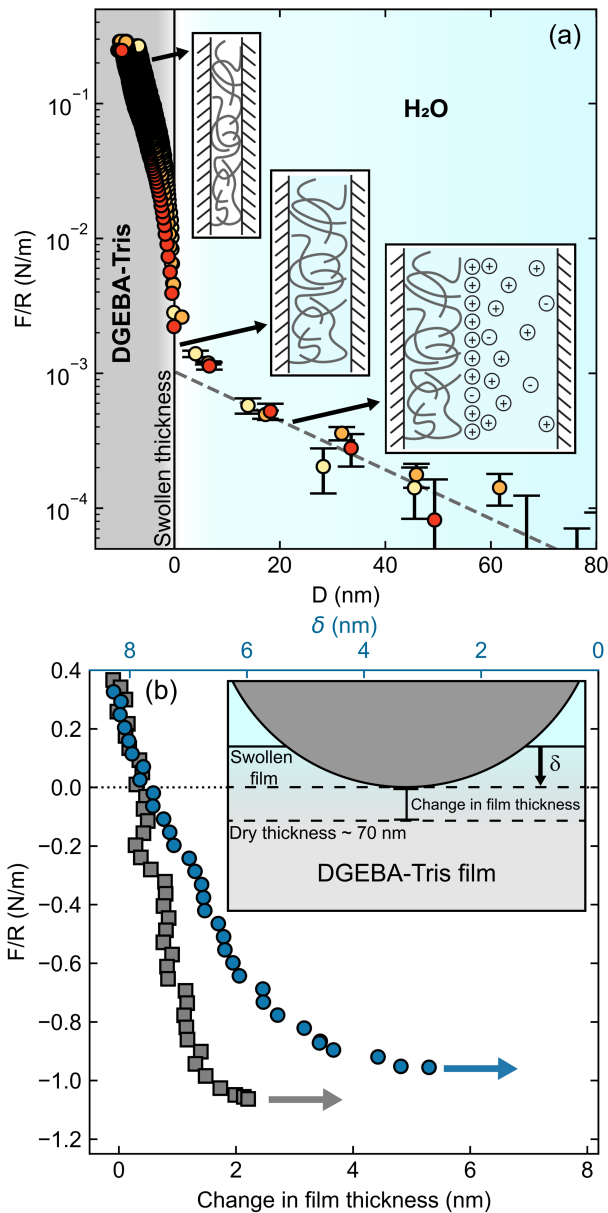 (a)
H₂O
DGEBA-Tris
Swollen thickness
F/R (N/m)
10⁻¹
10⁻²
10⁻³
10⁻⁴
+ + + + + - + + + - + + + + + - + + - + + + + +
0 20 40 60 80
D (nm)
δ (nm)
8 6 4 2 0
(b)
F/R (N/m)
0.4
0.2
0.0
−0.2
−0.4
−0.6
−0.8
−1.0
−1.2
Swollen
film
δ
Change in film thickness
Dry thickness ~ 70 nm
DGEBA-Tris film
0 2 4 6 8
Change in film thickness (nm)